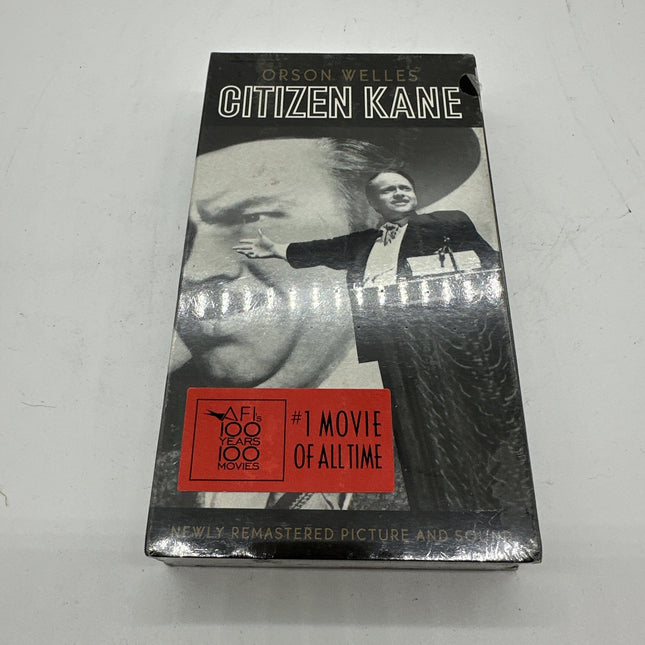 ORSON WELLES
CITIZEN KANE
AFI's
100
YEARS
100
MOVIES
#1 MOVIE
OF ALL TIME
NEWLY REMASTERED PICTURE AND SOUND